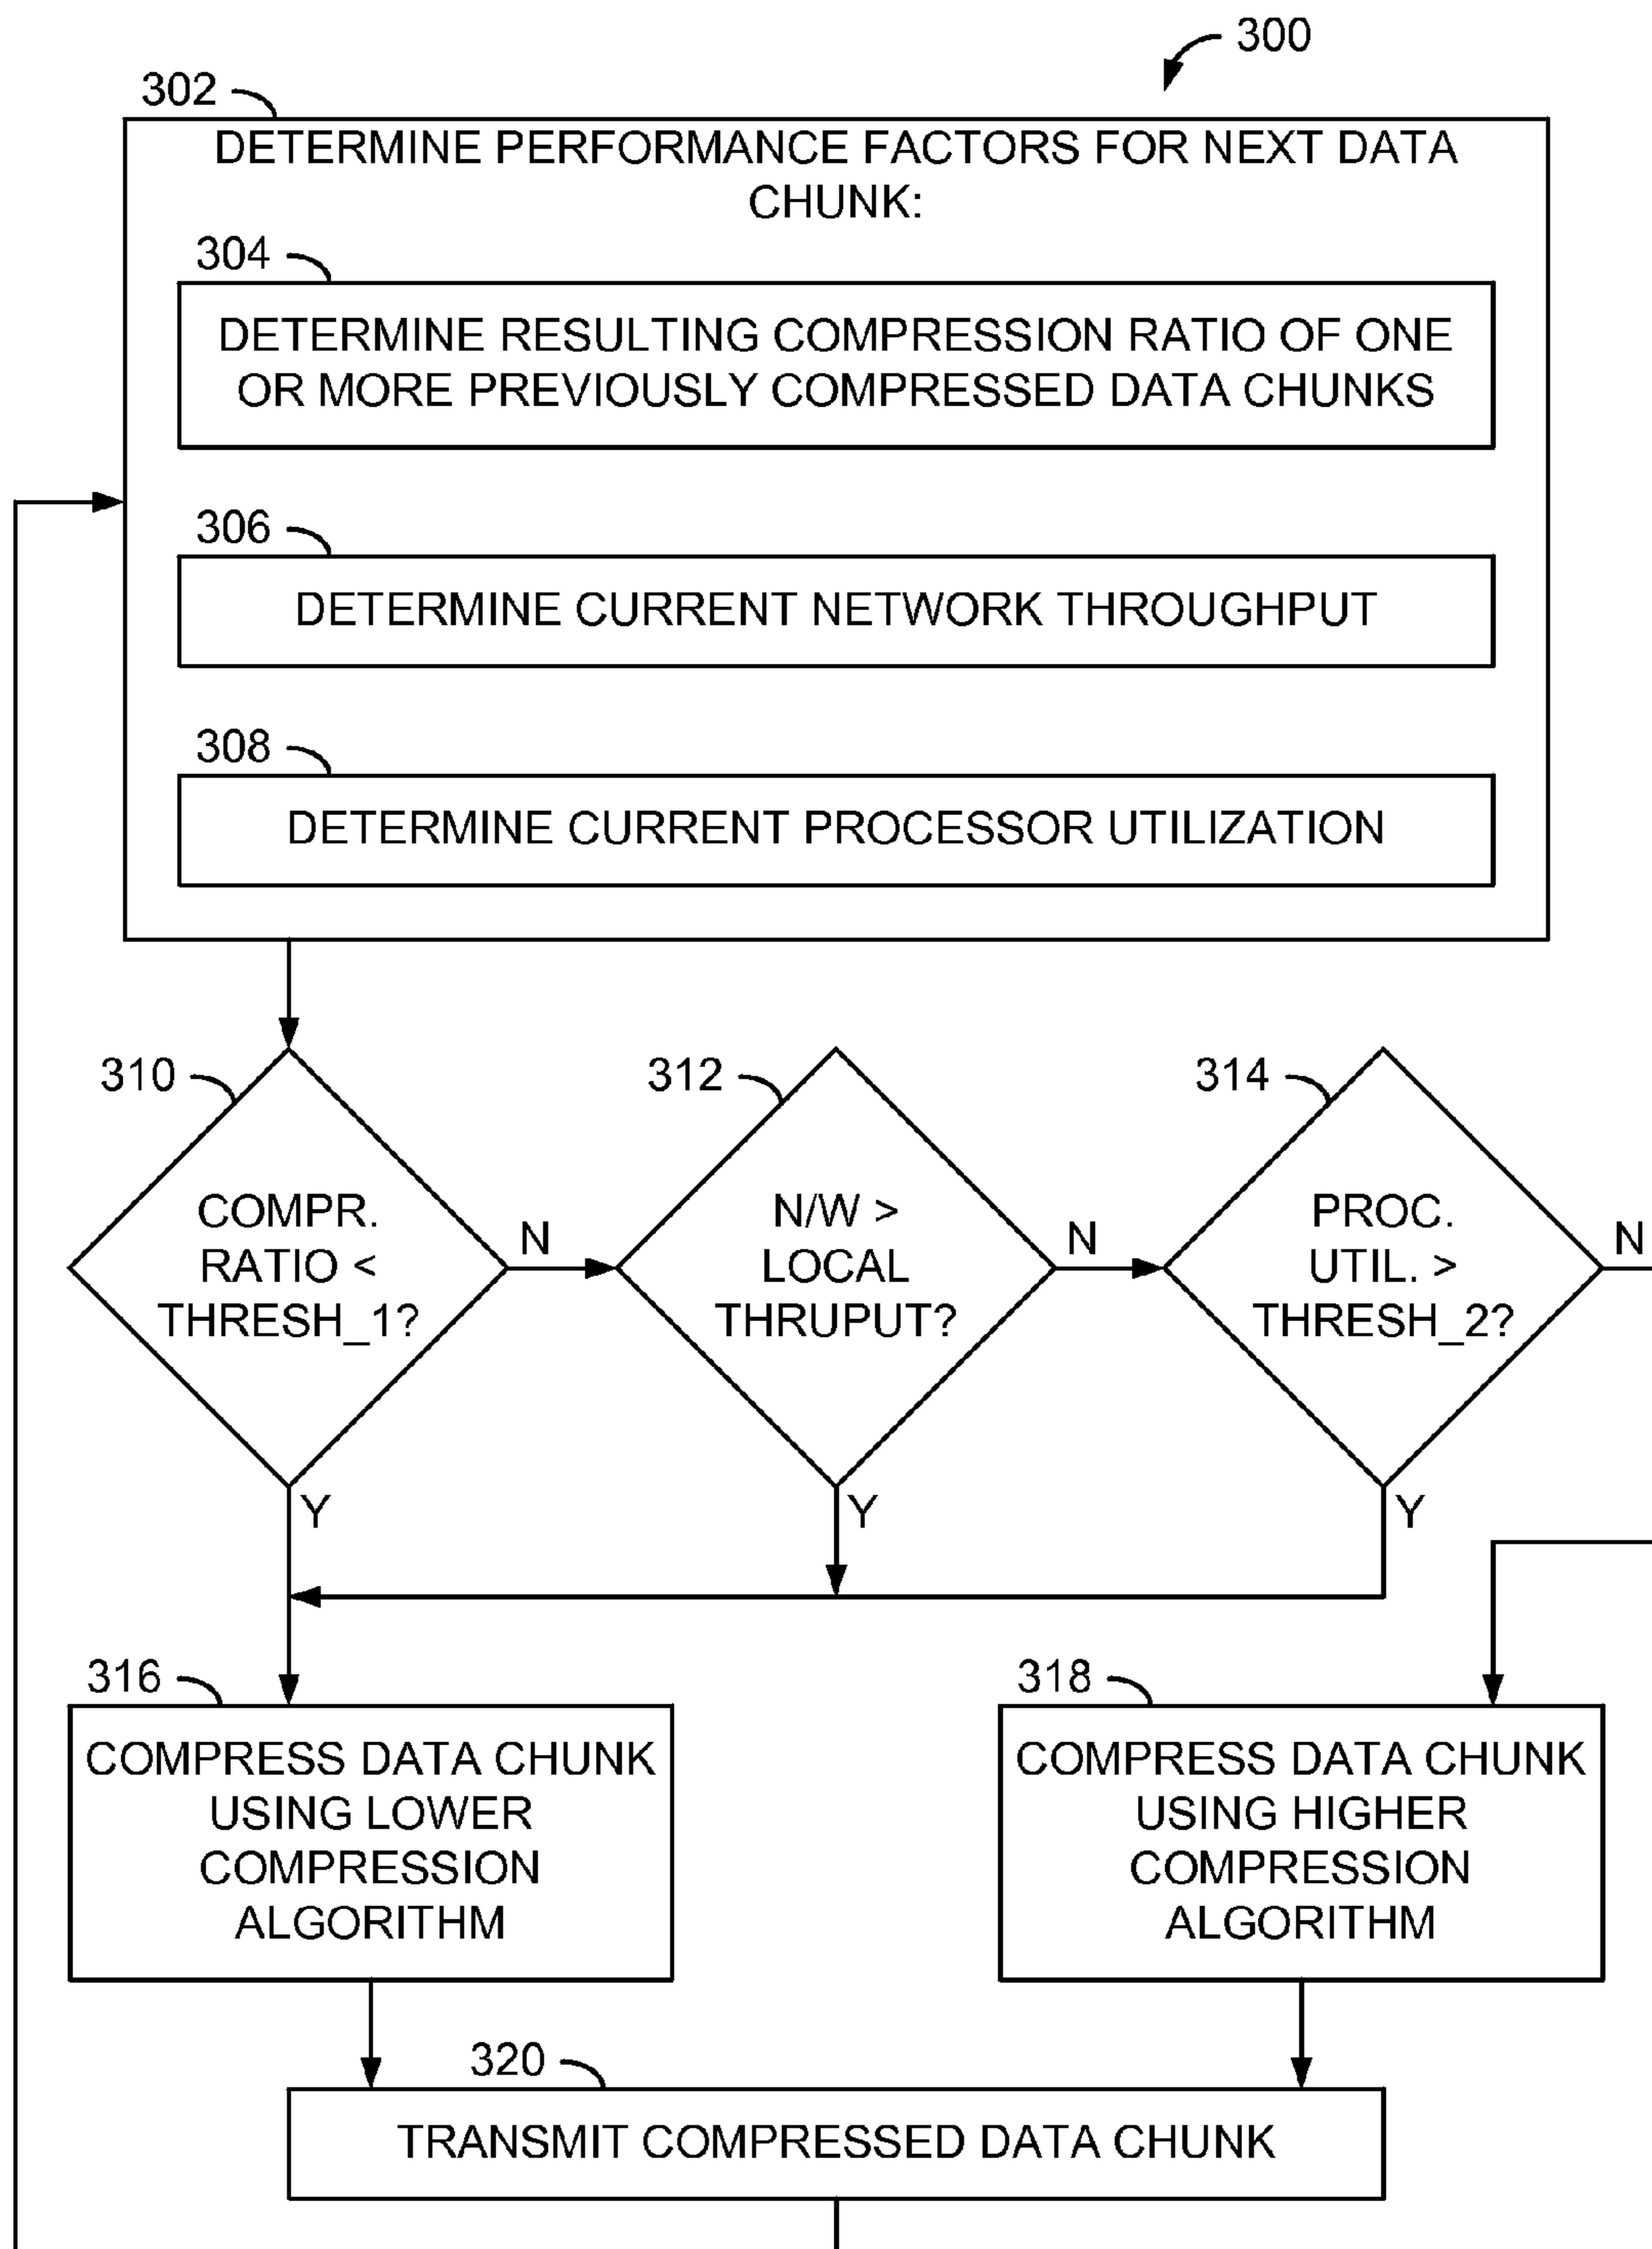 300
302
DETERMINE PERFORMANCE FACTORS FOR NEXT DATA
CHUNK:
304
DETERMINE RESULTING COMPRESSION RATIO OF ONE
OR MORE PREVIOUSLY COMPRESSED DATA CHUNKS
306
DETERMINE CURRENT NETWORK THROUGHPUT
308
DETERMINE CURRENT PROCESSOR UTILIZATION
310
COMPR.
RATIO <
THRESH_1?
N
Y
312
N/W >
LOCAL
THRUPUT?
N
Y
314
PROC.
UTIL. >
THRESH_2?
N
Y
316
COMPRESS DATA CHUNK
USING LOWER
COMPRESSION
ALGORITHM
318
COMPRESS DATA CHUNK
USING HIGHER
COMPRESSION
ALGORITHM
320
TRANSMIT COMPRESSED DATA CHUNK